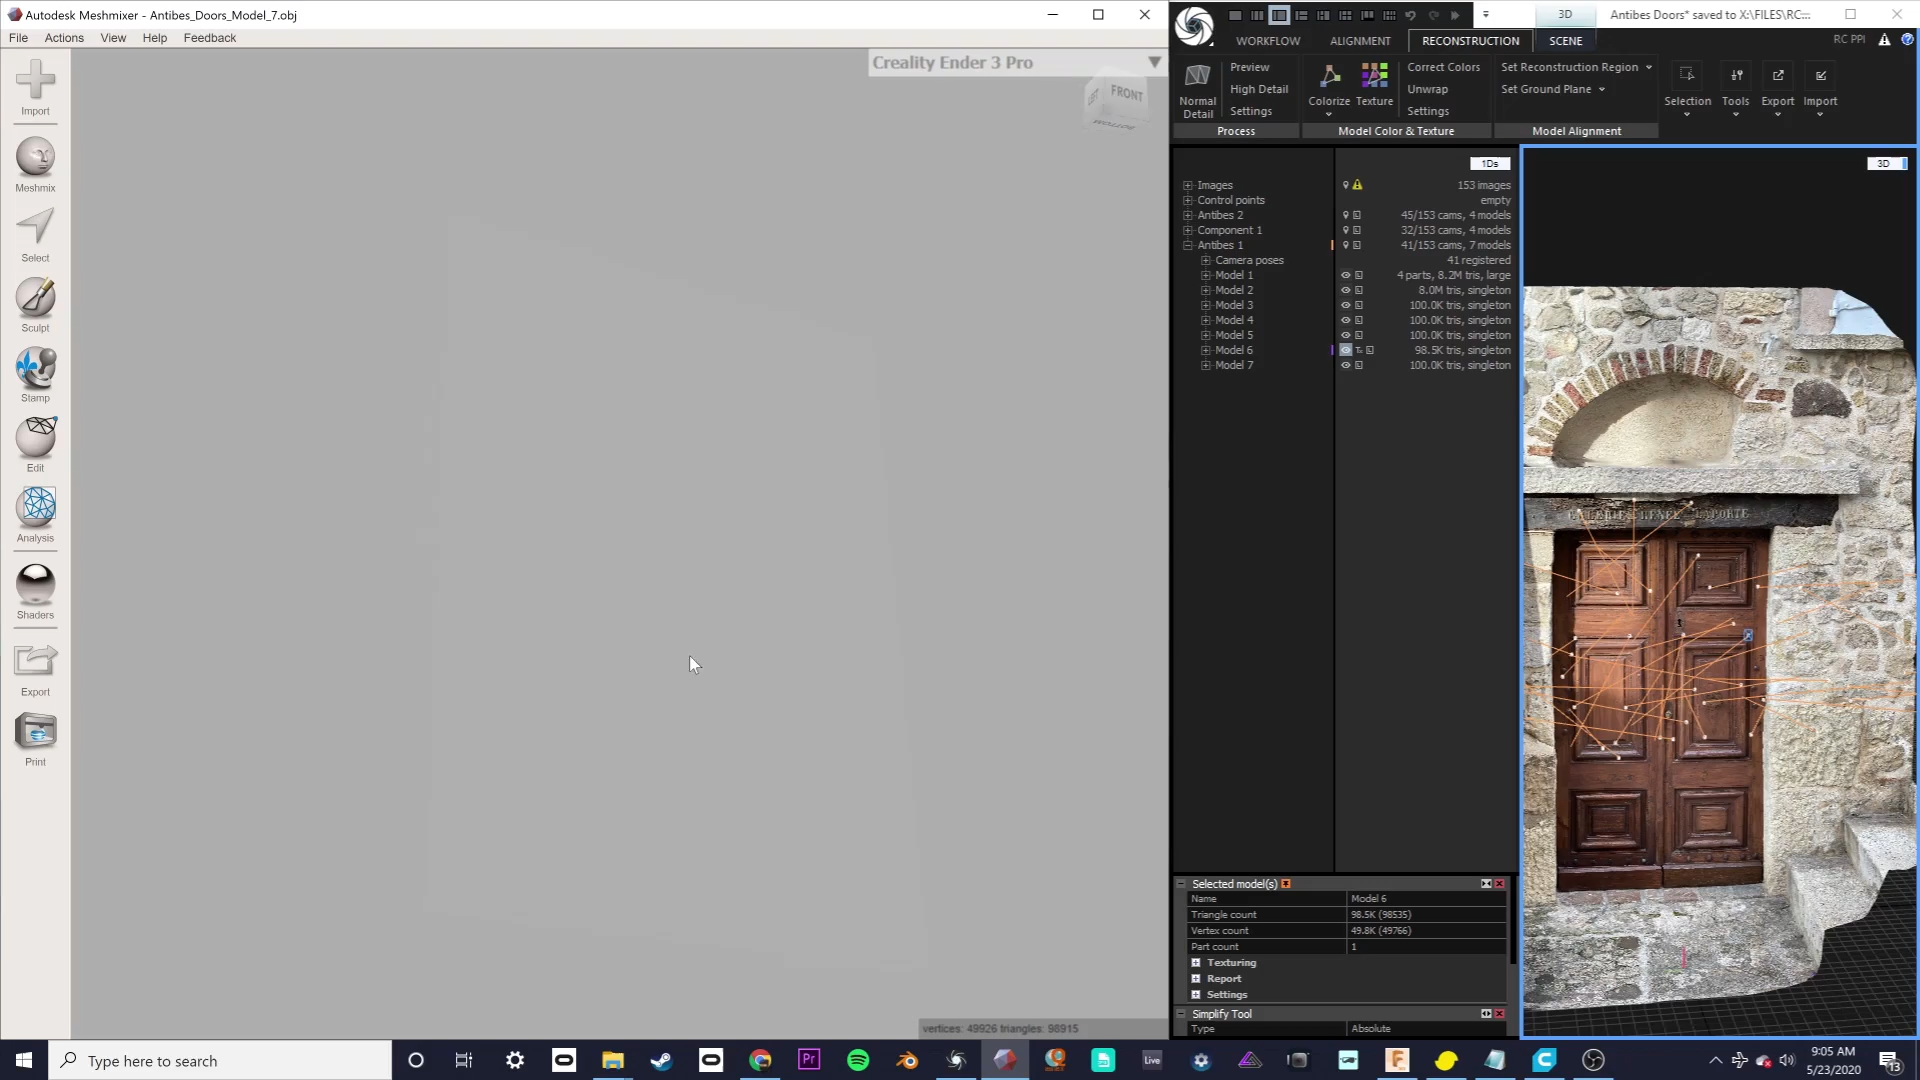 Autodesk Meshmixer - Antibes_Doors_Model_7.obj
File Actions View Help Feedback
Import
Meshmix
Select
Sculpt
Stamp
Edit
Analysis
Shaders
Export
Print
Creality Ender 3 Pro
FRONT
BOTTOM
vertices: 49926 triangles: 98915
3D
Antibes Doors* saved to X:\FILES\RC:...
WORKFLOW ALIGNMENT RECONSTRUCTION SCENE
RC PPI
Normal Detail
Preview
High Detail
Settings
Process
Colorize
Texture
Correct Colors
Unwrap
Settings
Model Color & Texture
Set Reconstruction Region
Set Ground Plane
Model Alignment
Selection
Tools
Export
Import
1Ds
Images 153 images
Control points empty
Antibes 2 45/153 cams, 4 models
Component 1 32/153 cams, 4 models
Antibes 1 41/153 cams, 7 models
Camera poses 41 registered
Model 1 4 parts, 8.2M tris, large
Model 2 8.0M tris, singleton
Model 3 100.0K tris, singleton
Model 4 100.0K tris, singleton
Model 5 100.0K tris, singleton
Model 6 98.5K tris, singleton
Model 7 100.0K tris, singleton
3D
Selected model(s)
Name Model 6
Triangle count 98.5K (98535)
Vertex count 49.8K (49766)
Part count 1
Texturing
Report
Settings
Simplify Tool
Type Absolute
Type here to search
Pr
Live
9:05 AM
5/23/2020
13